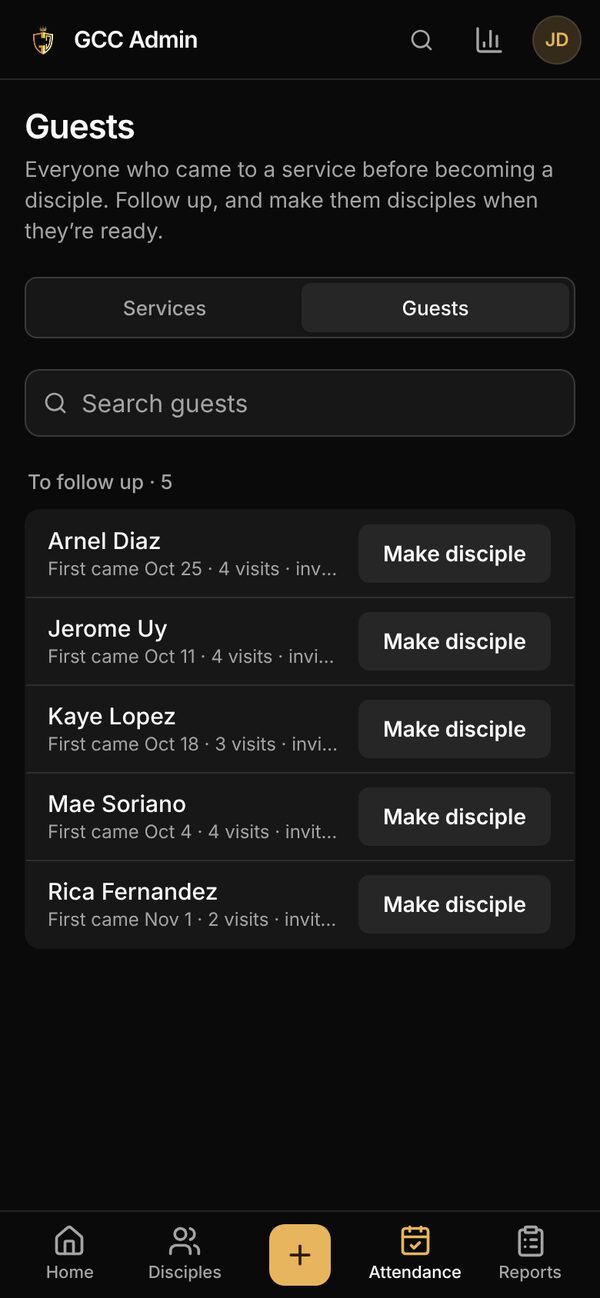 GCC Admin
JD
Guests
Everyone who came to a service before becoming a
disciple. Follow up, and make them disciples when
they’re ready.
Services
Guests
Search guests
To follow up · 5
Arnel Diaz
First came Oct 25 · 4 visits · inv...
Make disciple
Jerome Uy
First came Oct 11 · 4 visits · invi...
Make disciple
Kaye Lopez
First came Oct 18 · 3 visits · invi...
Make disciple
Mae Soriano
First came Oct 4 · 4 visits · invit...
Make disciple
Rica Fernandez
First came Nov 1 · 2 visits · invit...
Make disciple
Home
Disciples
Attendance
Reports